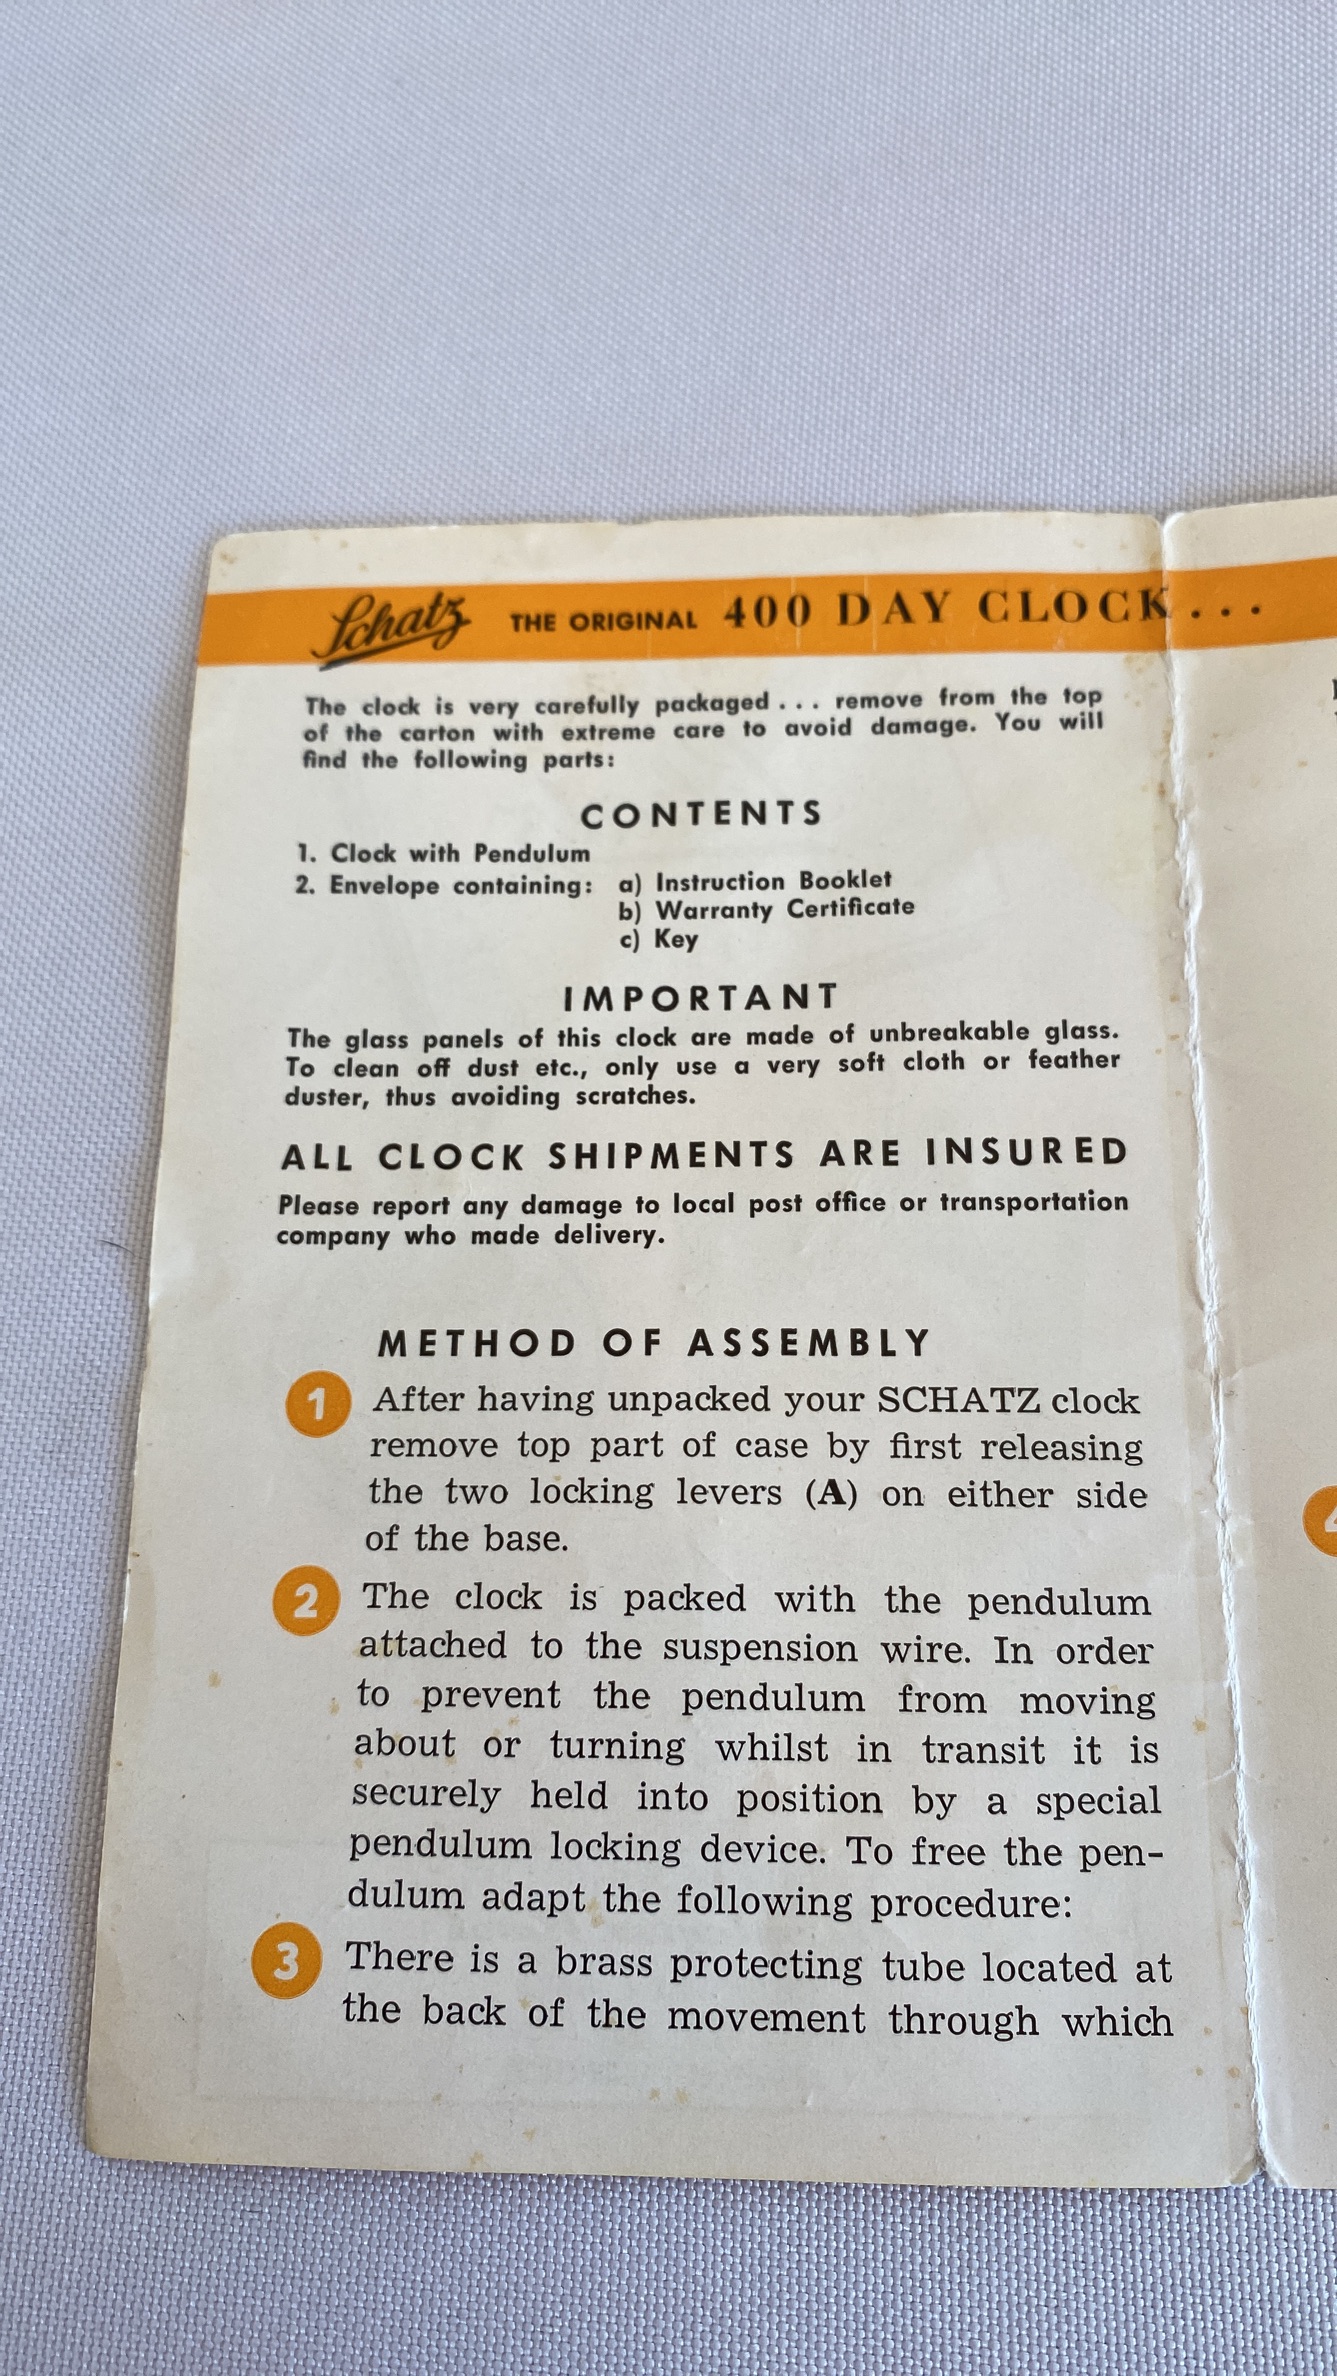 Schatz THE ORIGINAL 400 DAY CLOCK...
The clock is very carefully packaged ... remove from the top
of the carton with extreme care to avoid damage. You will
find the following parts:
CONTENTS
1. Clock with Pendulum
2. Envelope containing: a) Instruction Booklet
b) Warranty Certificate
c) Key
IMPORTANT
The glass panels of this clock are made of unbreakable glass.
To clean off dust etc., only use a very soft cloth or feather
duster, thus avoiding scratches.
ALL CLOCK SHIPMENTS ARE INSURED
Please report any damage to local post office or transportation
company who made delivery.
METHOD OF ASSEMBLY
1 After having unpacked your SCHATZ clock
remove top part of case by first releasing
the two locking levers (A) on either side
of the base.
2 The clock is packed with the pendulum
attached to the suspension wire. In order
to prevent the pendulum from moving
about or turning whilst in transit it is
securely held into position by a special
pendulum locking device. To free the pen-
dulum adapt the following procedure:
3 There is a brass protecting tube located at
the back of the movement through which
4